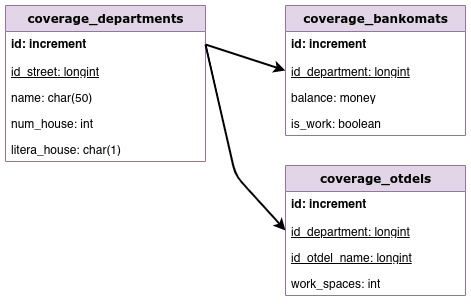 coverage_departments
id: increment
id_street: longint
name: char(50)
num_house: int
litera_house: char(1)
coverage_bankomats
id: increment
id_department: longint
balance: money
is_work: boolean
coverage_otdels
id: increment
id_department: longint
id_otdel_name: longint
work_spaces: int